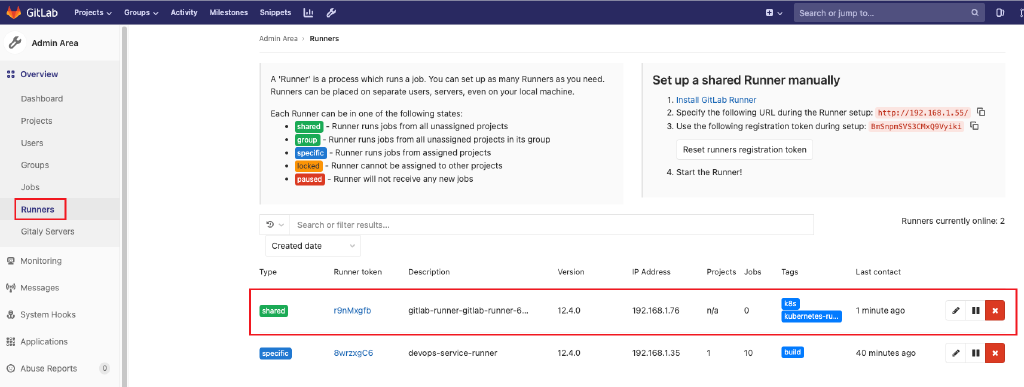 GitLab Projects Groups Activity Milestones Snippets Search or jump to...
Admin Area
Overview
Dashboard
Projects
Users
Groups
Jobs
Runners
Gitaly Servers
Monitoring
Messages
System Hooks
Applications
Abuse Reports 0
Admin Area › Runners
A 'Runner' is a process which runs a job. You can set up as many Runners as you need.
Runners can be placed on separate users, servers, even on your local machine.
Each Runner can be in one of the following states:
• shared - Runner runs jobs from all unassigned projects
• group - Runner runs jobs from all unassigned projects in its group
• specific - Runner runs jobs from assigned projects
• locked - Runner cannot be assigned to other projects
• paused - Runner will not receive any new jobs
Set up a shared Runner manually
1. Install GitLab Runner
2. Specify the following URL during the Runner setup: http://192.168.1.55/
3. Use the following registration token during setup: BmSnpmSVS3CMxQ9Vyiki
Reset runners registration token
4. Start the Runner!
Search or filter results...
Runners currently online: 2
Created date
Type Runner token Description Version IP Address Projects Jobs Tags Last contact
shared r9nMxgfb gitlab-runner-gitlab-runner-6... 12.4.0 192.168.1.76 n/a 0 k8s kubernetes-ru... 1 minute ago
specific 8wrzxgC6 devops-service-runner 12.4.0 192.168.1.35 1 10 build 40 minutes ago